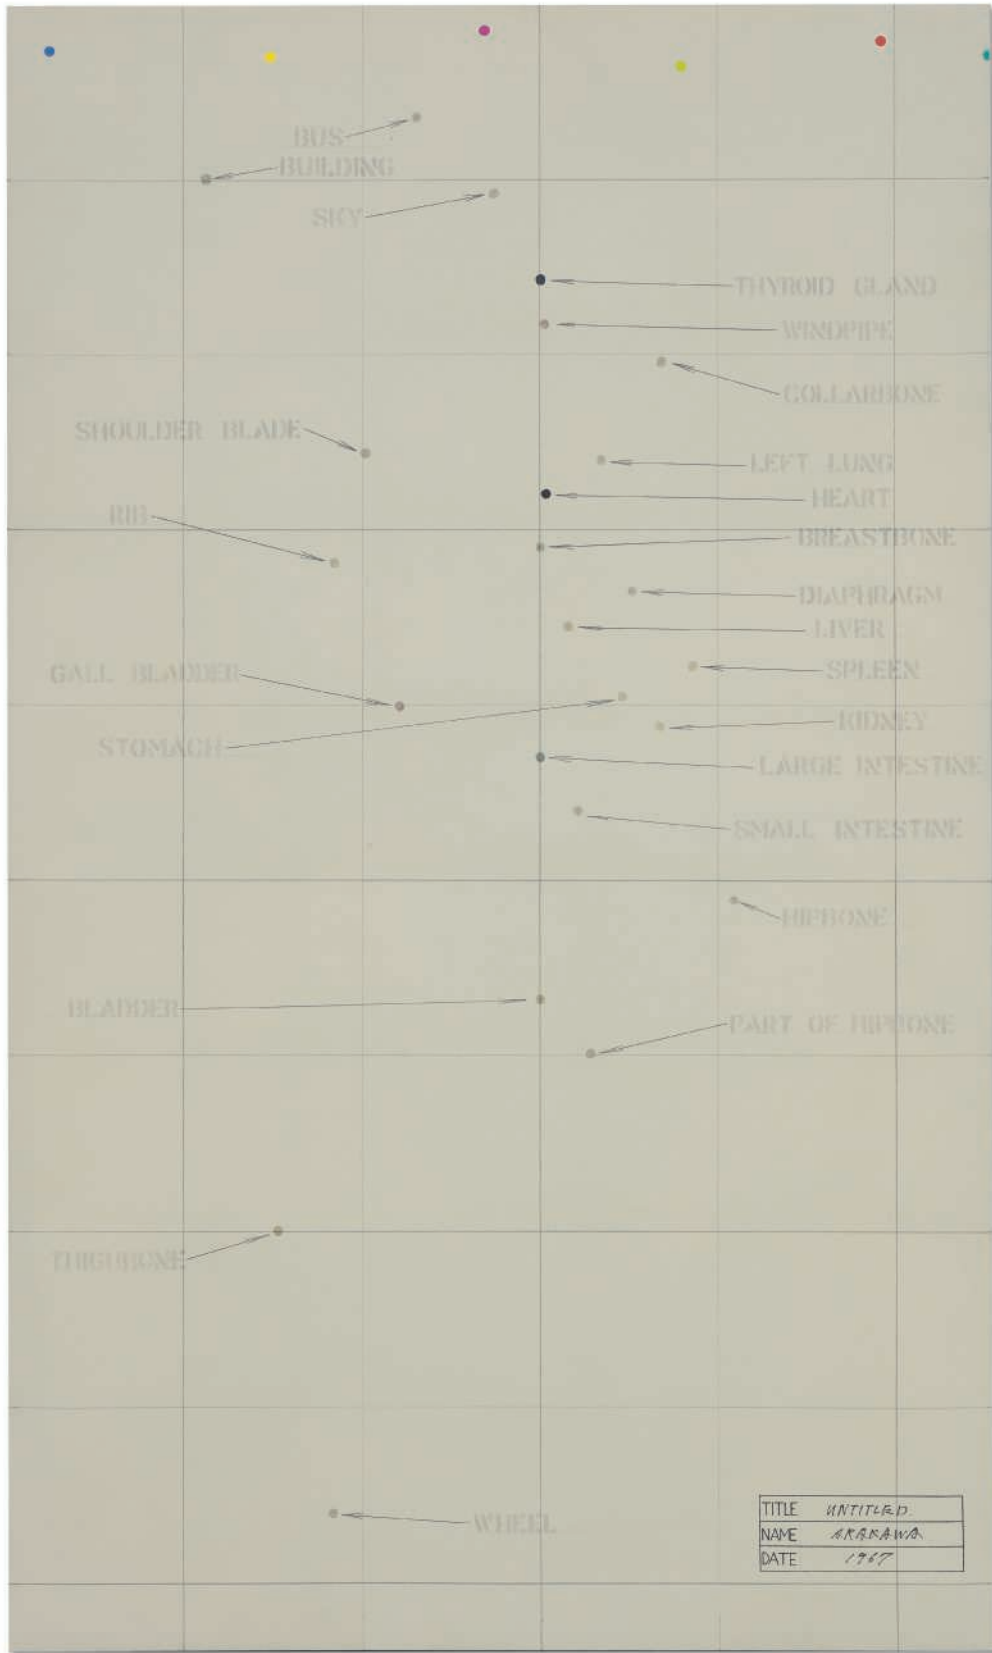 BUS
BUILDING
SKY
THYROID GLAND
WINDPIPE
COLLARBONE
SHOULDER BLADE
LEFT LUNG
HEART
RIB
BREASTBONE
DIAPHRAGM
LIVER
GALL BLADDER
SPLEEN
KIDNEY
STOMACH
LARGE INTESTINE
SMALL INTESTINE
HIPBONE
BLADDER
PART OF HIPBONE
THIGHBONE
WHEEL
TITLE UNTITLED.
NAME ARAKAWA
DATE 1967